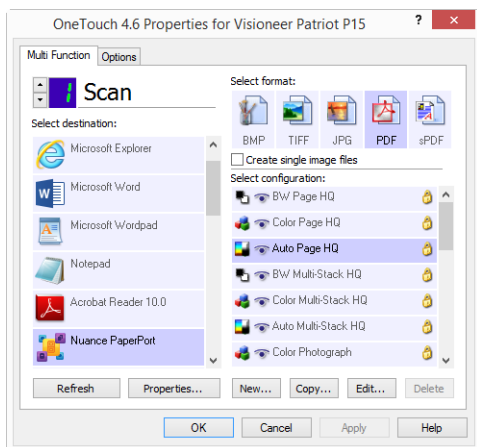 OneTouch 4.6 Properties for Visioneer Patriot P15
? ×
Multi Function Options
1 Scan
Select destination:
Microsoft Explorer
Microsoft Word
Microsoft Wordpad
Notepad
Acrobat Reader 10.0
Nuance PaperPort
Refresh Properties...
Select format:
BMP TIFF JPG PDF sPDF
Create single image files
Select configuration:
BW Page HQ
Color Page HQ
Auto Page HQ
BW Multi-Stack HQ
Color Multi-Stack HQ
Auto Multi-Stack HQ
Color Photograph
New... Copy... Edit... Delete
OK Cancel Apply Help